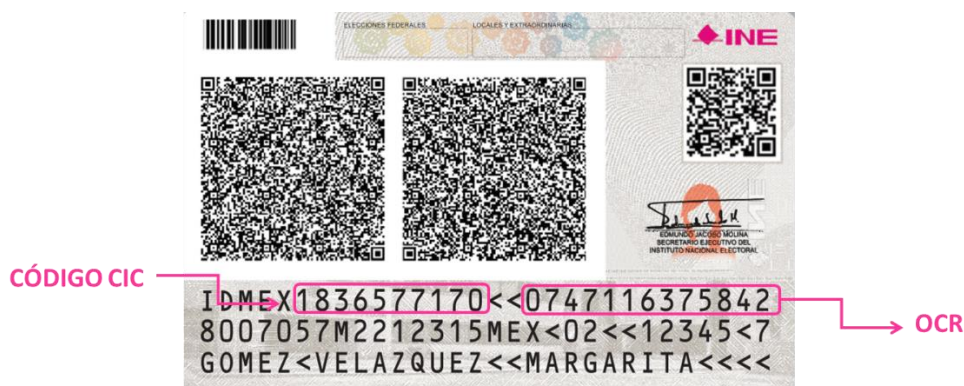 ELECCIONES FEDERALES LOCALES Y EXTRAORDINARIAS
INE
EDMUNDO JACOBO MOLINA
SECRETARIO EJECUTIVO DEL
INSTITUTO NACIONAL ELECTORAL
CÓDIGO CIC
IDMEX1836577170<<0747116375842
OCR
8007057M2212315MEX<02<<12345<7
GOMEZ<VELAZQUEZ<<MARGARITA<<<<